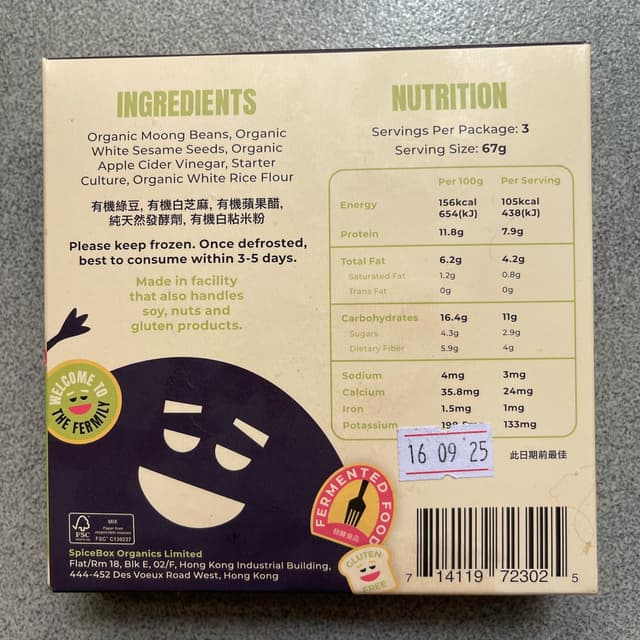 INGREDIENTS
Organic Moong Beans, Organic
White Sesame Seeds, Organic
Apple Cider Vinegar, Starter
Culture, Organic White Rice Flour
有機綠豆, 有機白芝麻, 有機蘋果醋,
純天然發酵劑, 有機白粘米粉
Please keep frozen. Once defrosted,
best to consume within 3-5 days.
Made in facility
that also handles
soy, nuts and
gluten products.
WELCOME TO
THE FERMILY
FSC
MIX
Paper from
responsible sources
FSC® C139237
SpiceBox Organics Limited
Flat/Rm 18, Blk E, 02/F, Hong Kong Industrial Building,
444-452 Des Voeux Road West, Hong Kong
NUTRITION
Servings Per Package: 3
Serving Size: 67g
Per 100g Per Serving
Energy 156kcal 105kcal
654(kJ) 438(kJ)
Protein 11.8g 7.9g
Total Fat 6.2g 4.2g
Saturated Fat 1.2g 0.8g
Trans Fat 0g 0g
Carbohydrates 16.4g 11g
Sugars 4.3g 2.9g
Dietary Fiber 5.9g 4g
Sodium 4mg 3mg
Calcium 35.8mg 24mg
Iron 1.5mg 1mg
Potassium 133mg
16 09 25
此日期前最佳
FERMENTED FOOD
發酵食品
GLUTEN
FREE
7 14119 72302 5